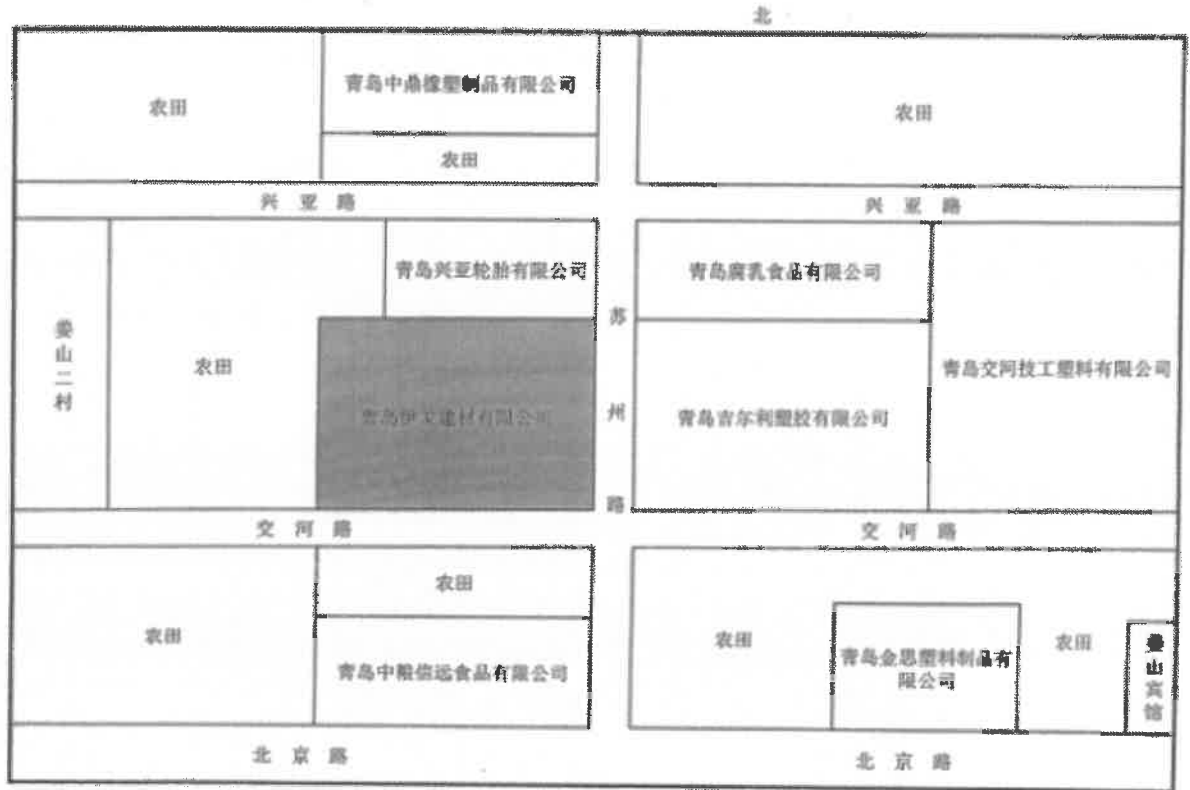 北
农田
青岛中鼎橡塑制品有限公司
农田
农田
兴亚路
兴亚路
娄山二村
农田
青岛兴亚轮胎有限公司
青岛伊文建材有限公司
苏州路
青岛腐乳食品有限公司
青岛吉尔利塑胶有限公司
青岛交河技工塑料有限公司
交河路
交河路
农田
农田
青岛中粮信远食品有限公司
农田
青岛金思塑料制品有
限公司
农田
娄山宾馆
北京路
北京路